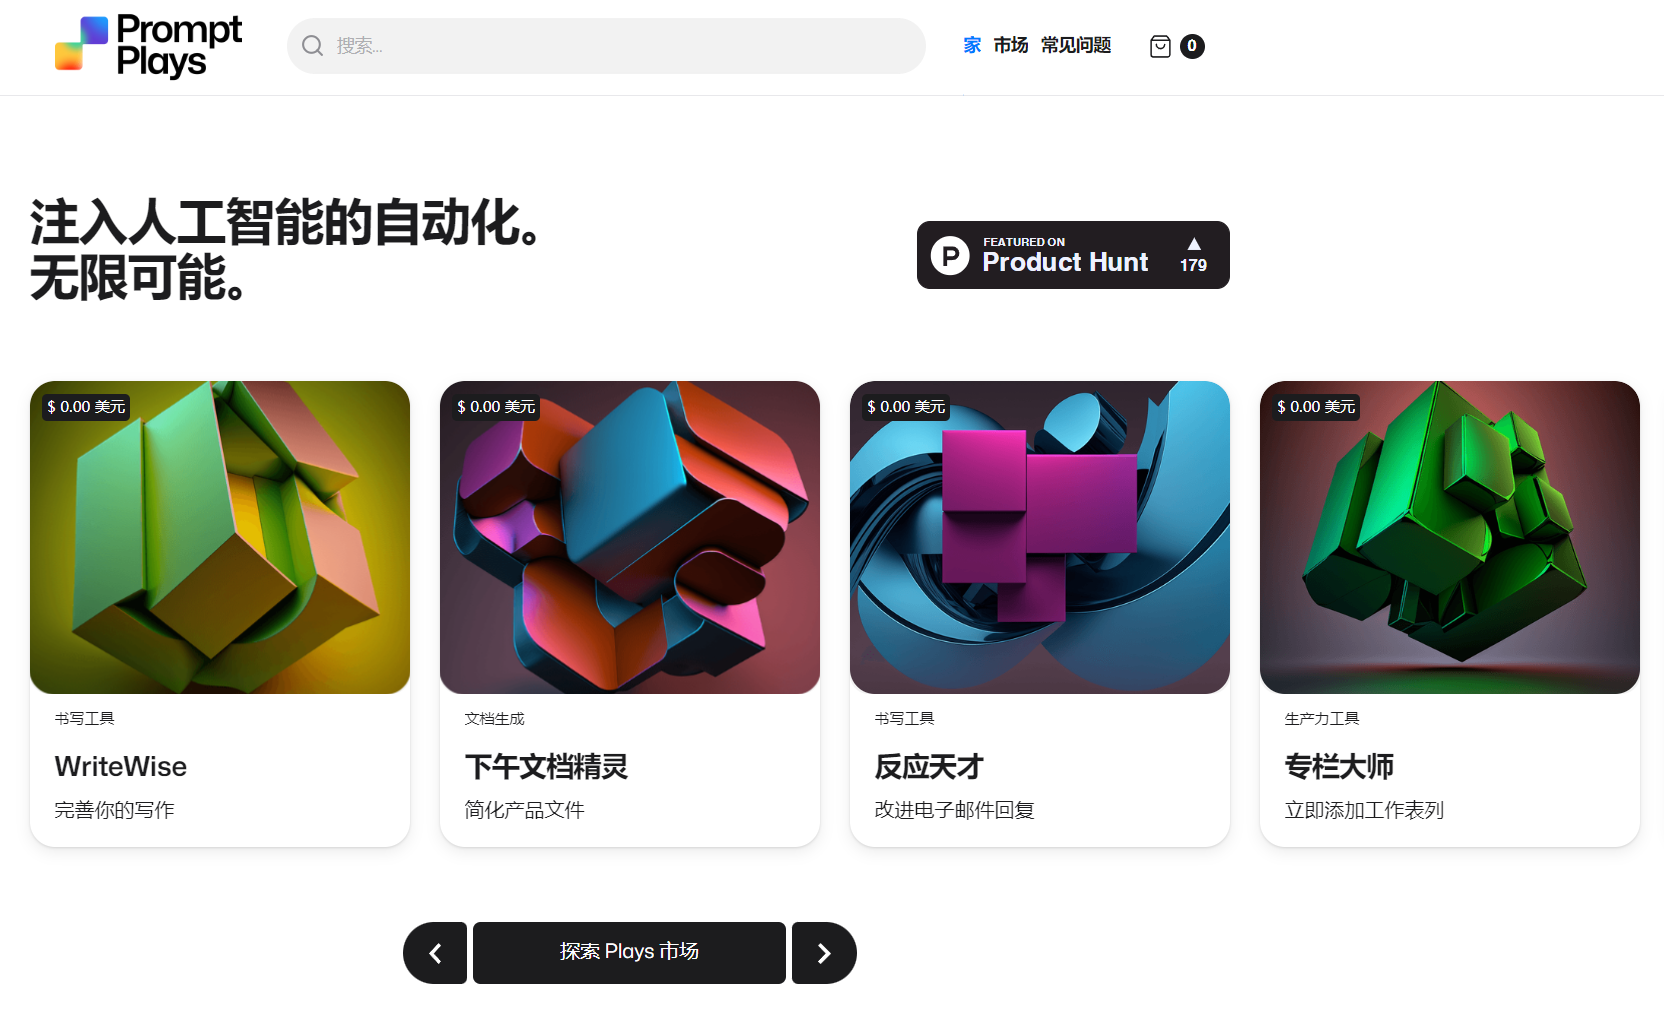 Prompt
Plays
搜索...
家 市场 常见问题
0
注入人工智能的自动化。
无限可能。
P
FEATURED ON
Product Hunt
179
$ 0.00 美元
书写工具
WriteWise
完善你的写作
$ 0.00 美元
文档生成
下午文档精灵
简化产品文件
$ 0.00 美元
书写工具
反应天才
改进电子邮件回复
$ 0.00 美元
生产力工具
专栏大师
立即添加工作表列
探索 Plays 市场